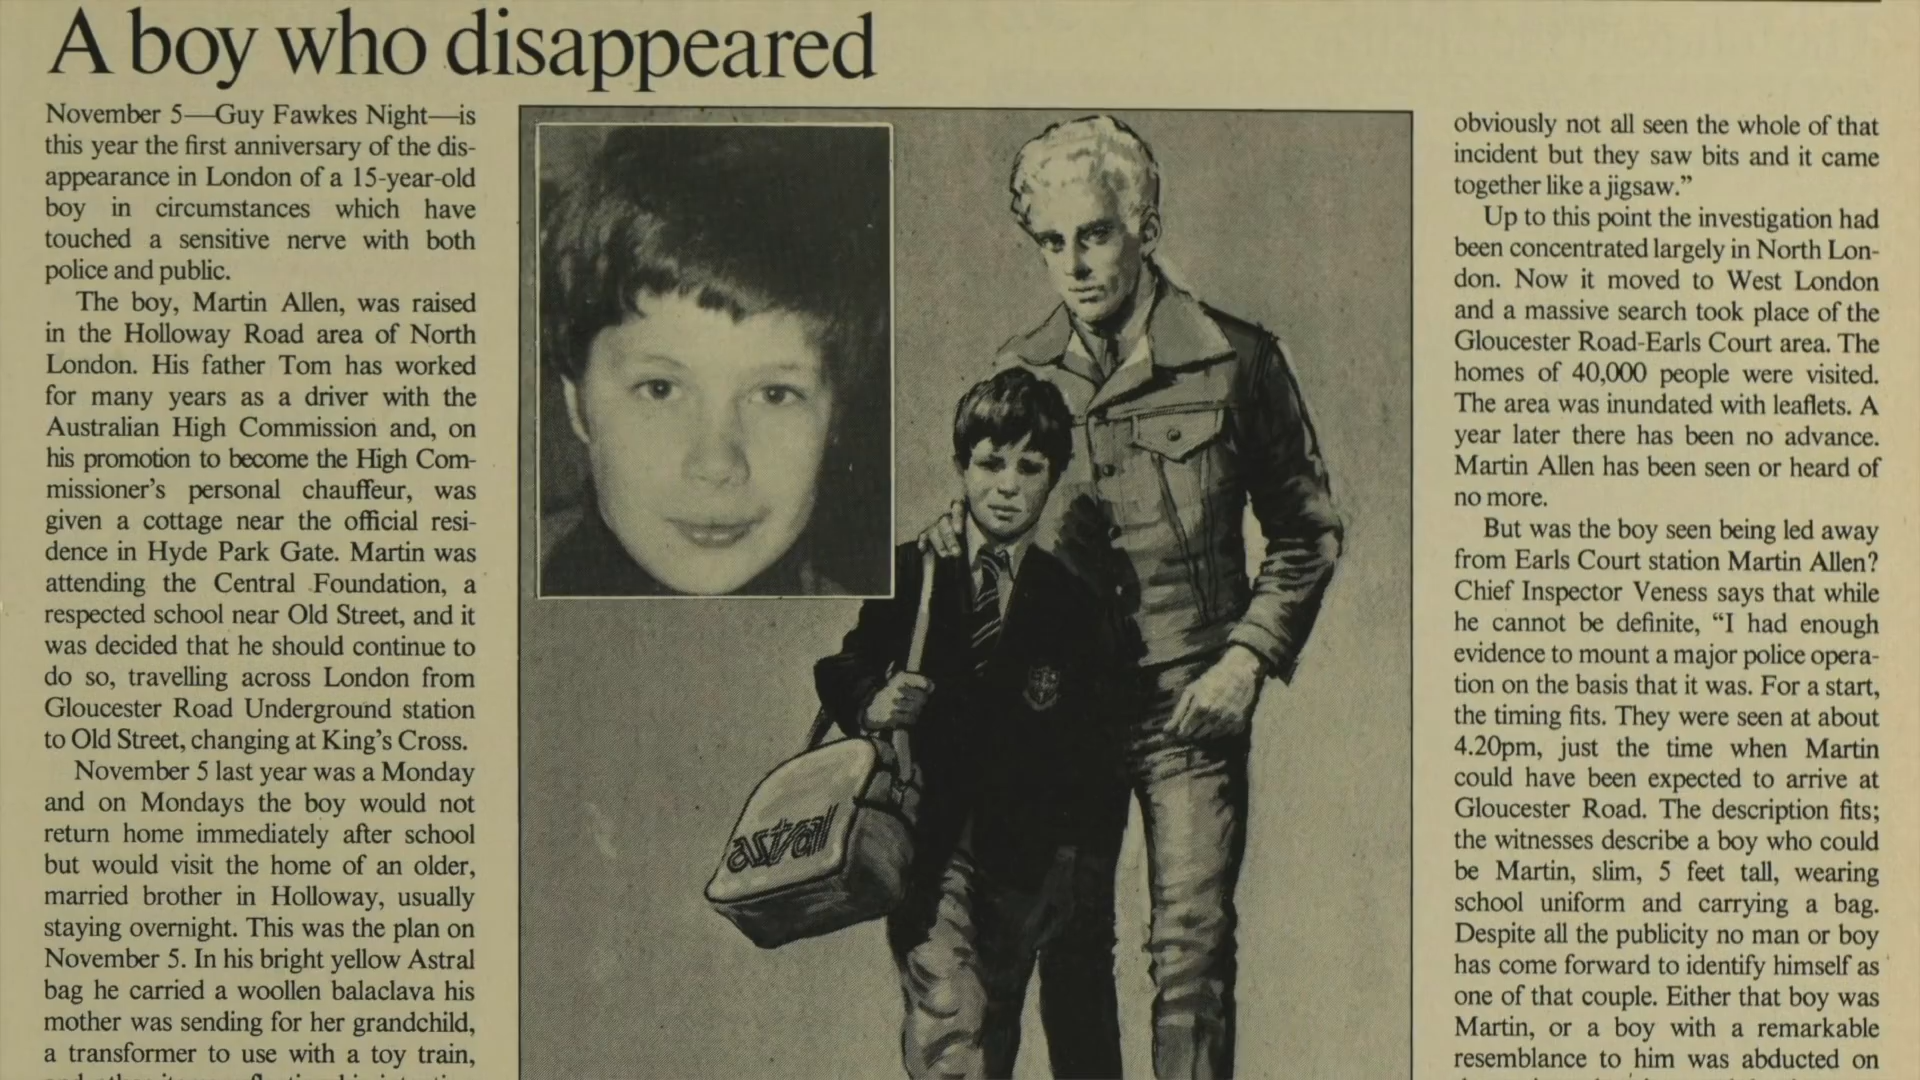 A boy who disappeared
November 5—Guy Fawkes Night—is
this year the first anniversary of the dis-
appearance in London of a 15-year-old
boy in circumstances which have
touched a sensitive nerve with both
police and public.
The boy, Martin Allen, was raised
in the Holloway Road area of North
London. His father Tom has worked
for many years as a driver with the
Australian High Commission and, on
his promotion to become the High Com-
missioner's personal chauffeur, was
given a cottage near the official resi-
dence in Hyde Park Gate. Martin was
attending the Central Foundation, a
respected school near Old Street, and it
was decided that he should continue to
do so, travelling across London from
Gloucester Road Underground station
to Old Street, changing at King's Cross.
November 5 last year was a Monday
and on Mondays the boy would not
return home immediately after school
but would visit the home of an older,
married brother in Holloway, usually
staying overnight. This was the plan on
November 5. In his bright yellow Astral
bag he carried a woollen balaclava his
mother was sending for her grandchild,
a transformer to use with a toy train,
astral
obviously not all seen the whole of that
incident but they saw bits and it came
together like a jigsaw.”
Up to this point the investigation had
been concentrated largely in North Lon-
don. Now it moved to West London
and a massive search took place of the
Gloucester Road-Earls Court area. The
homes of 40,000 people were visited.
The area was inundated with leaflets. A
year later there has been no advance.
Martin Allen has been seen or heard of
no more.
But was the boy seen being led away
from Earls Court station Martin Allen?
Chief Inspector Veness says that while
he cannot be definite, “I had enough
evidence to mount a major police opera-
tion on the basis that it was. For a start,
the timing fits. They were seen at about
4.20pm, just the time when Martin
could have been expected to arrive at
Gloucester Road. The description fits;
the witnesses describe a boy who could
be Martin, slim, 5 feet tall, wearing
school uniform and carrying a bag.
Despite all the publicity no man or boy
has come forward to identify himself as
one of that couple. Either that boy was
Martin, or a boy with a remarkable
resemblance to him was abducted on